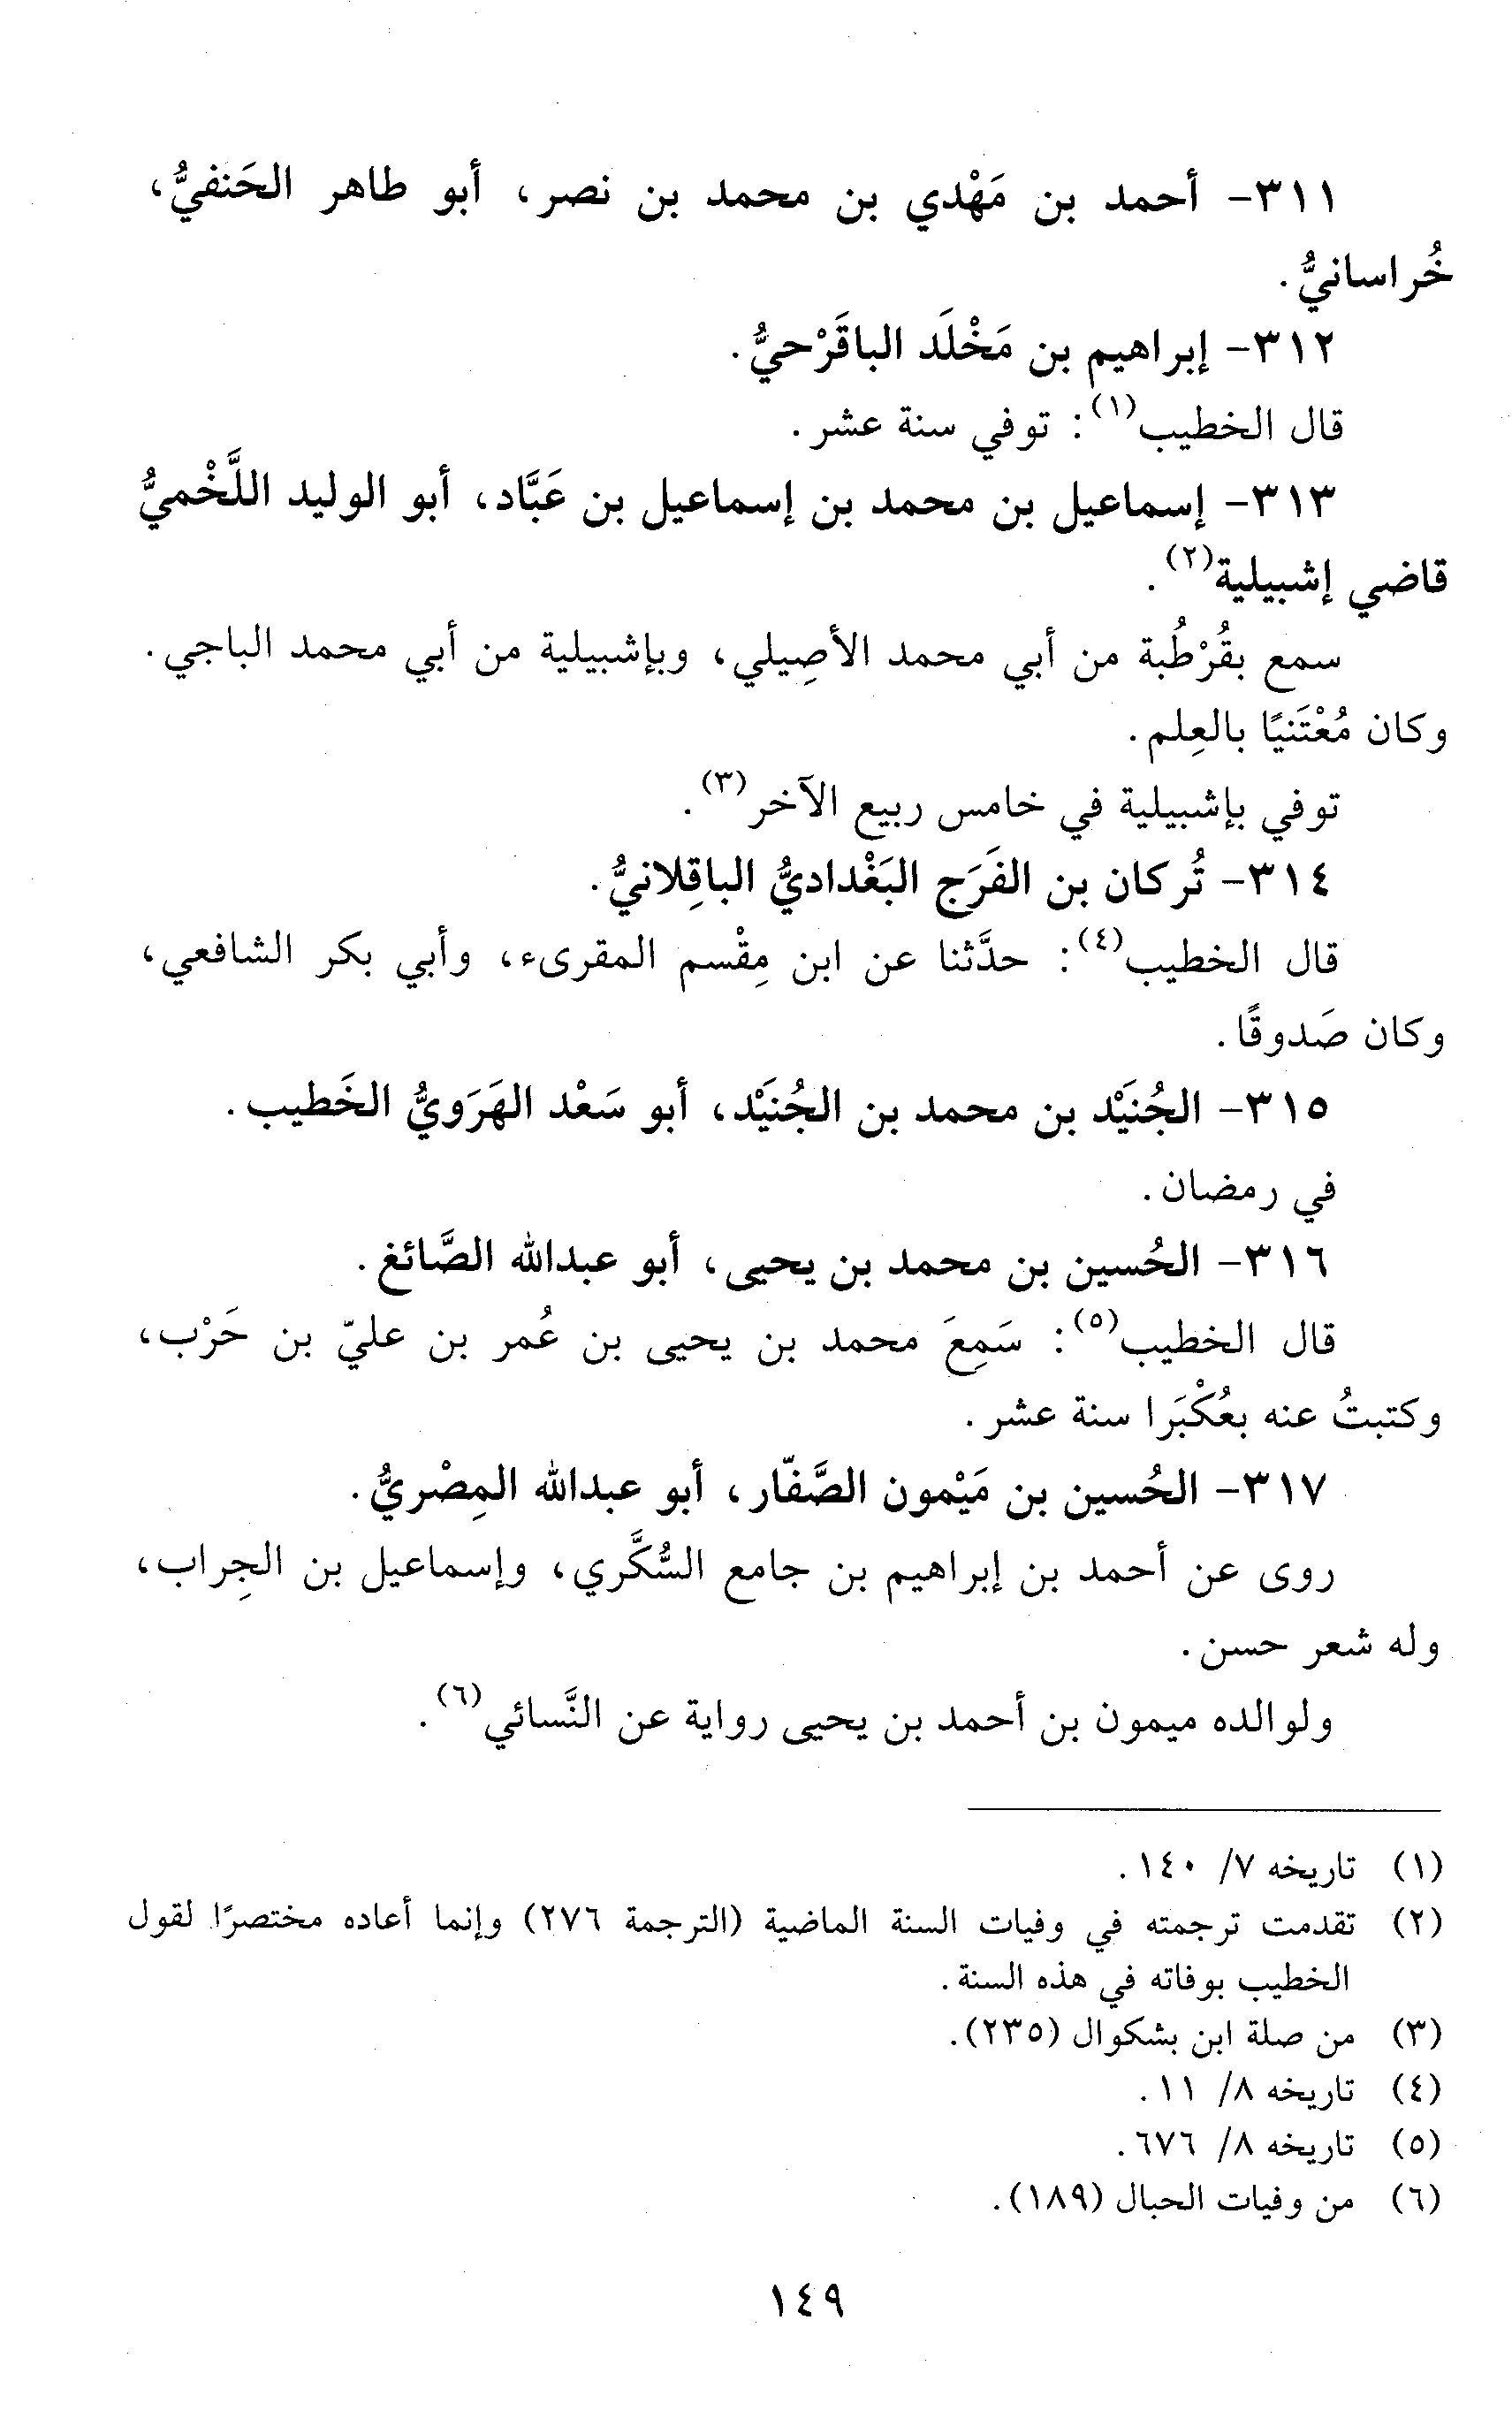 ٣١١- أحمد بن مَهْدي بن محمد بن نصر، أبو طاهر الحَنفيُّ،
خُراسانيُّ.
٣١٢- إبراهيم بن مَخْلَد الباقَرْحيُّ.
قال الخطيب(١): توفي سنة عشر.
٣١٣- إسماعيل بن محمد بن إسماعيل بن عَبَّاد، أبو الوليد اللَّخْميُّ
قاضي إشبيلية(٢).
سمع بقُرْطُبة من أبي محمد الأصِيلي، وبإشبيلية من أبي محمد الباجي.
وكان مُعْتَنيًا بالعِلم.
توفي بإشبيلية في خامس ربيع الآخر(٣).
٣١٤- تُركان بن الفَرَج البَغْداديُّ الباقِلانيُّ.
قال الخطيب(٤): حدَّثنا عن ابن مِقْسم المقرىء، وأبي بكر الشافعي،
وكان صَدوقًا.
٣١٥- الجُنَيْد بن محمد بن الجُنَيْد، أبو سَعْد الهَرَويُّ الخَطيب.
في رمضان.
٣١٦- الحُسين بن محمد بن يحيى، أبو عبدالله الصَّائغ.
قال الخطيب(٥): سَمِعَ محمد بن يحيى بن عُمر بن عليّ بن حَرْب،
وكتبتُ عنه بعُكْبَرا سنة عشر.
٣١٧- الحُسين بن مَيْمون الصَّفّار، أبو عبدالله المِصْريُّ.
روى عن أحمد بن إبراهيم بن جامع السُّكَّري، وإسماعيل بن الجِراب،
وله شعر حسن.
ولوالده ميمون بن أحمد بن يحيى رواية عن النَّسائي(٦).
(١) تاريخه ٧/ ١٤٠.
(٢) تقدمت ترجمته في وفيات السنة الماضية (الترجمة ٢٧٦) وإنما أعاده مختصرًا لقول
الخطيب بوفاته في هذه السنة.
(٣) من صلة ابن بشكوال (٢٣٥).
(٤) تاريخه ٨/ ١١.
(٥) تاريخه ٨/ ٦٧٦.
(٦) من وفيات الحبال (١٨٩).
١٤٩